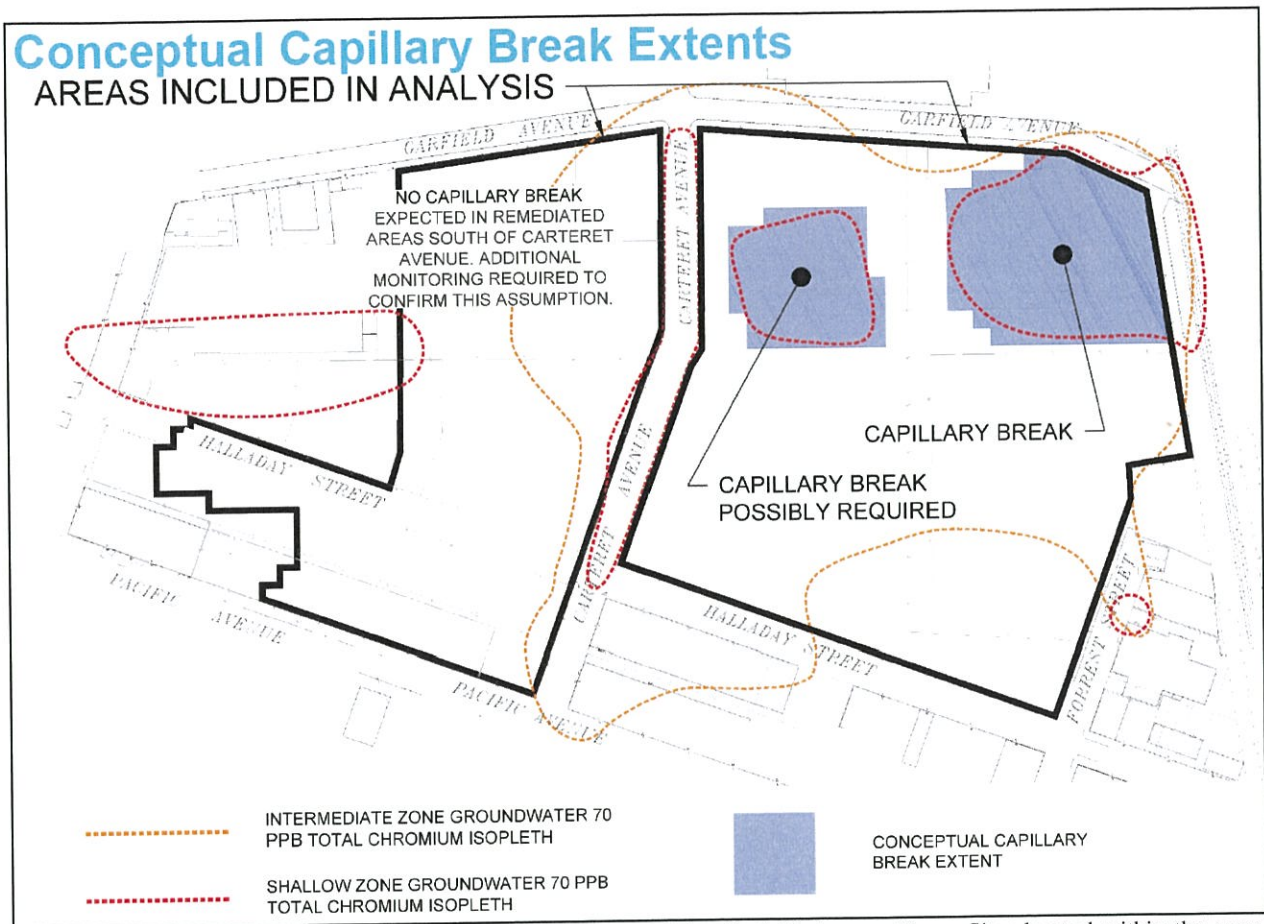 Conceptual Capillary Break Extents
AREAS INCLUDED IN ANALYSIS
GARFIELD AVENUE
GARFIELD AVENUE
NO CAPILLARY BREAK
EXPECTED IN REMEDIATED
AREAS SOUTH OF CARTERET
AVENUE. ADDITIONAL
MONITORING REQUIRED TO
CONFIRM THIS ASSUMPTION.
CARTERET AVENUE
CAPILLARY BREAK
CAPILLARY BREAK
POSSIBLY REQUIRED
HALLADAY STREET
CARTERET AVENUE
HALLADAY STREET
FORREST STREET
PACIFIC AVENUE
PACIFIC AVENUE
INTERMEDIATE ZONE GROUNDWATER 70
PPB TOTAL CHROMIUM ISOPLETH
SHALLOW ZONE GROUNDWATER 70 PPB
TOTAL CHROMIUM ISOPLETH
CONCEPTUAL CAPILLARY
BREAK EXTENT